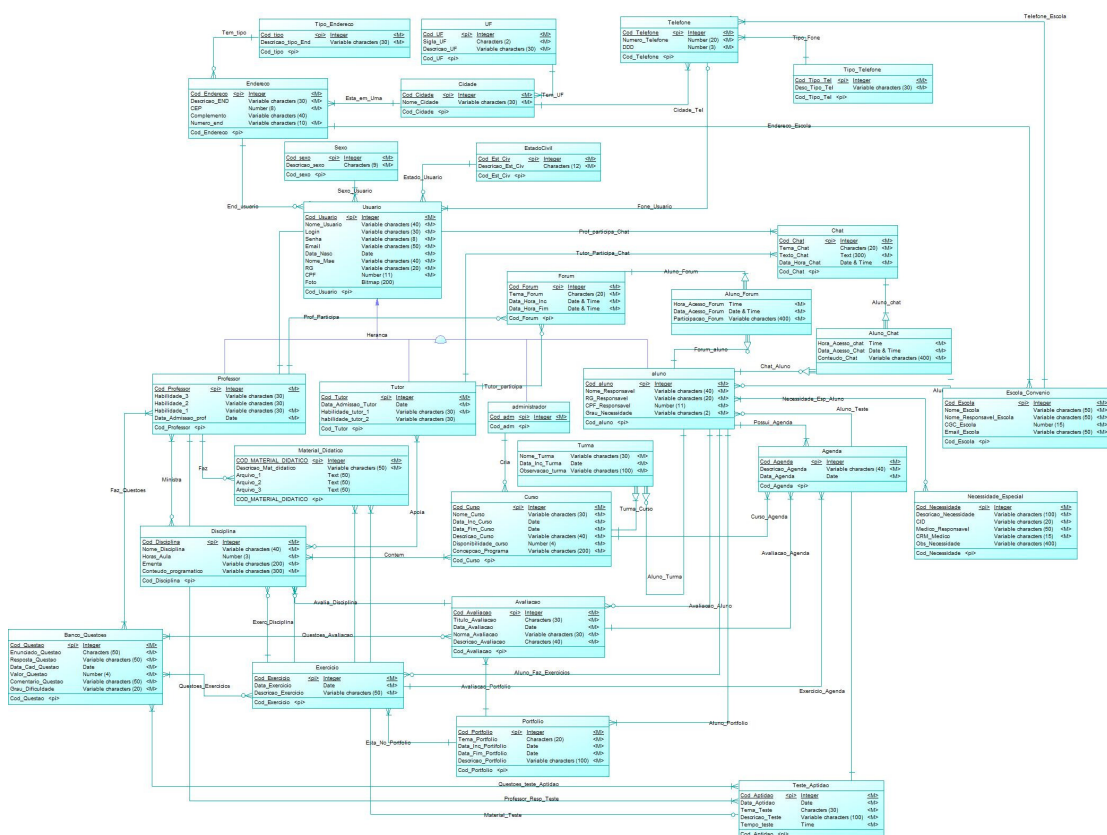 Tipo_Endereco
Cod_tipo <pi> Integer <M>
Descricao_tipo_End Variable characters (30) <M>
Cod_tipo <pi>
Tem_tipo
UF
Cod_UF <pi> Integer <M>
Sigla_UF Characters (2) <M>
Descricao_UF Variable characters (30) <M>
Cod_UF <pi>
Telefone
Cod_Telefone <pi> Integer <M>
Numero_Telefone Number (20) <M>
DDD Number (3) <M>
Cod_Telefone <pi>
Telefone_Escola
Tipo_Fone
Tipo_Telefone
Cod_Tipo_Tel <pi> Integer <M>
Desc_Tipo_Tel Variable characters (30) <M>
Cod_Tipo_Tel <pi>
Endereco
Cod_Endereco <pi> Integer <M>
Descricao_END Variable characters (30) <M>
CEP Number (8) <M>
Complemento Variable characters (40)
Numero_end Variable characters (10) <M>
Cod_Endereco <pi>
Esta_em_Uma
Cidade
Cod_Cidade <pi> Integer <M>
Nome_Cidade Variable characters (30) <M>
Cod_Cidade <pi>
Tem_UF
Cidade_Tel
Endereco_Escola
Sexo
Cod_sexo <pi> Integer <M>
Descricao_sexo Characters (9) <M>
Cod_sexo <pi>
EstadoCivil
Cod_Est_Civ <pi> Integer <M>
Descricao_Est_Civ Characters (12) <M>
Cod_Est_Civ <pi>
Estado_Usuario
Sexo_Usuario
End_usuario
Fone_Usuario
Usuario
Cod_Usuario <pi> Integer <M>
Nome_Usuario Variable characters (40) <M>
Login Variable characters (30) <M>
Senha Variable characters (8) <M>
Email Variable characters (50) <M>
Data_Nasc Date <M>
Nome_Mae Variable characters (40) <M>
RG Variable characters (20) <M>
CPF Number (11) <M>
Foto Bitmap (200)
Cod_Usuario <pi>
Prof_participa_Chat
Tutor_Participa_Chat
Chat
Cod_Chat <pi> Integer <M>
Tema_Chat Characters (20) <M>
Texto_Chat Text (300) <M>
Data_Hora_Chat Date & Time <M>
Cod_Chat <pi>
Forum
Cod_Forum <pi> Integer <M>
Tema_Forum Characters (20) <M>
Data_Hora_Inc Date & Time <M>
Data_Hora_Fim Date & Time <M>
Cod_Forum <pi>
Aluno_Forum
Aluno_Forum
Hora_Acesso_Forum Time <M>
Data_Acesso_Forum Date & Time <M>
Participacao_Forum Variable characters (400) <M>
Aluno_chat
Aluno_Chat
Hora_Acesso_chat Time <M>
Data_Acesso_Chat Date & Time <M>
Conteudo_Chat Variable characters (400) <M>
Prof_Participa
Heranca
Forum_aluno
Chat_Aluno
Professor
Cod_Professor <pi> Integer <M>
Habilidade_3 Variable characters (30)
Habilidade_2 Variable characters (30)
Habilidade_1 Variable characters (30) <M>
Data_Admissao_prof Date <M>
Cod_Professor <pi>
Tutor
Cod_Tutor <pi> Integer <M>
Data_Admissao_Tutor Date <M>
Habilidade_tutor_1 Variable characters (30) <M>
habilidade_tutor_2 Variable characters (30)
Cod_Tutor <pi>
Tutor_participa
administrador
Cod_adm <pi> Integer <M>
Cod_adm <pi>
aluno
Cod_aluno <pi> Integer <M>
Nome_Responsavel Variable characters (40) <M>
RG_Responsavel Variable characters (20) <M>
CPF_Responsavel Number (11) <M>
Grau_Necessidade Variable characters (2) <M>
Cod_aluno <pi>
Necessidade_Esp_Aluno
Aluno_Teste
Possui_Agenda
Escola_Convenio
Cod_Escola <pi> Integer <M>
Nome_Escola Variable characters (50) <M>
Nome_Responsavel_Escola Variable characters (50) <M>
CGC_Escola Number (15) <M>
Email_Escola Variable characters (50) <M>
Cod_Escola <pi>
Material_Didatico
COD_MATERIAL_DIDATICO <pi> Integer <M>
Descricao_Mat_didatico Variable characters (50) <M>
Arquivo_1 Text (50)
Arquivo_2 Text (50)
Arquivo_3 Text (50)
COD_MATERIAL_DIDATICO <pi>
Faz
Faz_Questoes
Ministra
Apoia
Cria
Turma
Nome_Turma Variable characters (30) <M>
Data_Inc_Turma Date <M>
Observacao_turma Variable characters (100) <M>
Turma_Curso
Agenda
Cod_Agenda <pi> Integer <M>
Descricao_Agenda Variable characters (40) <M>
Data_Agenda Date <M>
Cod_Agenda <pi>
Curso_Agenda
Necessidade_Especial
Cod_Necessidade <pi> Integer <M>
Descricao_Necessidade Variable characters (100) <M>
CID Variable characters (20) <M>
Medico_Responsavel Variable characters (50) <M>
CRM_Medico Variable characters (15) <M>
Obs_Necessidade Variable characters (400)
Cod_Necessidade <pi>
Curso
Cod_Curso <pi> Integer <M>
Nome_Curso Variable characters (30) <M>
Data_Inc_Curso Date <M>
Data_Fim_Curso Date <M>
Descricao_Curso Variable characters (40) <M>
Disponibilidade_curso Number (4) <M>
Concepcao_Programa Variable characters (200) <M>
Cod_Curso <pi>
Disciplina
Cod_Disciplina <pi> Integer <M>
Nome_Disciplina Variable characters (40) <M>
Horas_Aula Number (3) <M>
Ementa Variable characters (200) <M>
Conteudo_programatico Variable characters (300) <M>
Cod_Disciplina <pi>
Contem
Avaliacao_Agenda
Aluno_Turma
Avalia_Disciplina
Exerc_Disciplina
Avaliacao_Aluno
Avaliacao
Cod_Avaliacao <pi> Integer <M>
Titulo_Avaliacao Characters (30) <M>
Data_Avaliacao Date <M>
Norma_Avaliacao Variable characters (30) <M>
Descricao_Avaliacao Characters (40) <M>
Cod_Avaliacao <pi>
Banco_Questoes
Cod_Questao <pi> Integer <M>
Enunciado_Questao Characters (50) <M>
Resposta_Questao Variable characters (50) <M>
Data_Cad_Questao Date <M>
Valor_Questao Number (4) <M>
Comentario_Questao Variable characters (50) <M>
Grau_Dificuldade Variable characters (20) <M>
Cod_Questao <pi>
Questoes_Avaliacao
Questoes_Exercicios
Exercicio
Cod_Exercicio <pi> Integer <M>
Data_Exercicio Date <M>
Descricao_Exercicio Variable characters (50) <M>
Cod_Exercicio <pi>
Aluno_Faz_Exercicios
Avaliacao_Portfolio
Exercicio_Agenda
Esta_No_Portfolio
Aluno_Portfolio
Portfolio
Cod_Portfolio <pi> Integer <M>
Tema_Portfolio Characters (20) <M>
Data_Inc_Portifolio Date <M>
Data_Fim_Portfolio Date <M>
Descricao_Portfolio Variable characters (100) <M>
Cod_Portfolio <pi>
Questoes_teste_Aptidao
Professor_Resp_Teste
Material_Teste
Teste_Aptidao
Cod_Aptidao <pi> Integer <M>
Data_Aptidao Date <M>
Tema_Teste Characters (30) <M>
Descricao_Teste Variable characters (100) <M>
Tempo_teste Time <M>
Cod_Aptidao <pi>